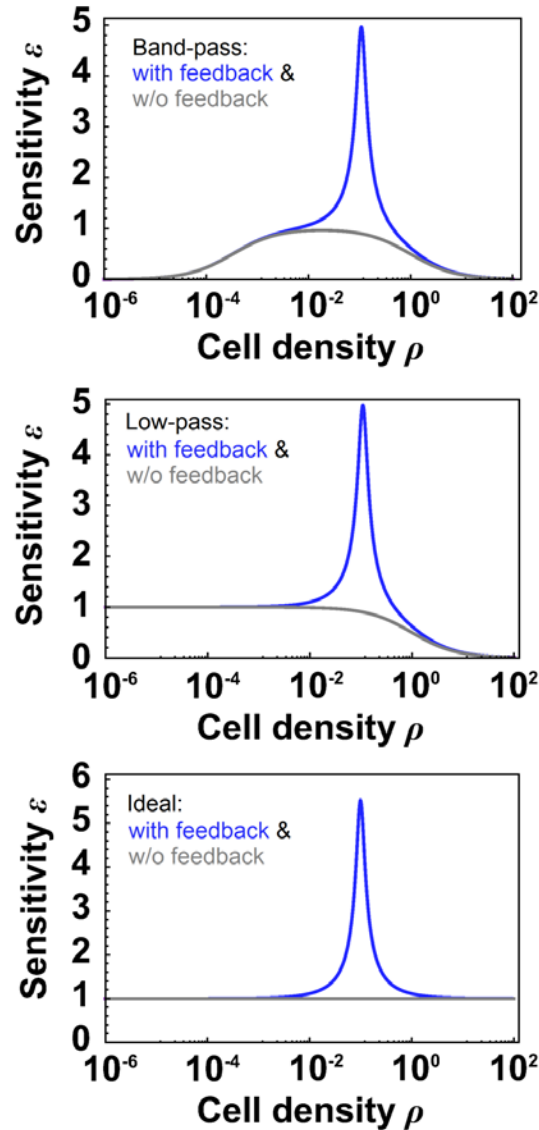 5
4
3
2
1
0
Sensitivity ε
Band-pass:
with feedback &
w/o feedback
10⁻⁶ 10⁻⁴ 10⁻² 10⁰ 10²
Cell density ρ
5
4
3
2
1
0
Sensitivity ε
Low-pass:
with feedback &
w/o feedback
10⁻⁶ 10⁻⁴ 10⁻² 10⁰ 10²
Cell density ρ
6
5
4
3
2
1
0
Sensitivity ε
Ideal:
with feedback &
w/o feedback
10⁻⁶ 10⁻⁴ 10⁻² 10⁰ 10²
Cell density ρ